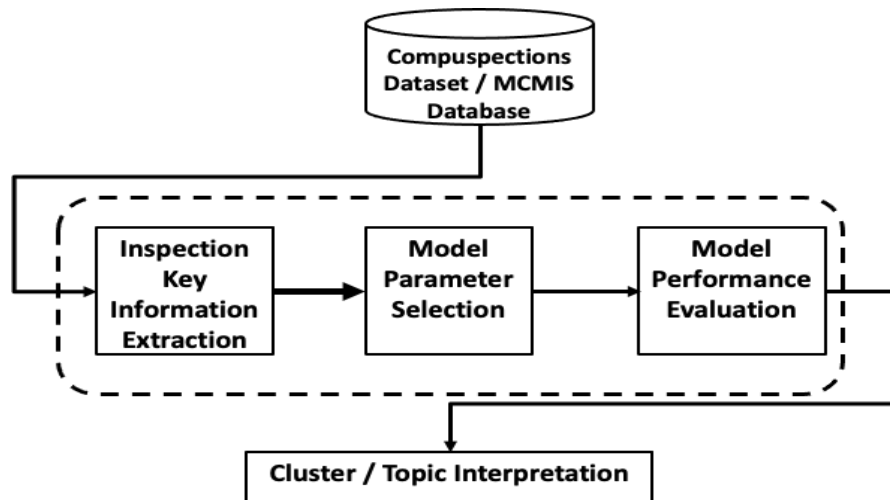 Compuspections
Dataset / MCMIS
Database
Inspection
Key
Information
Extraction
Model
Parameter
Selection
Model
Performance
Evaluation
Cluster / Topic Interpretation